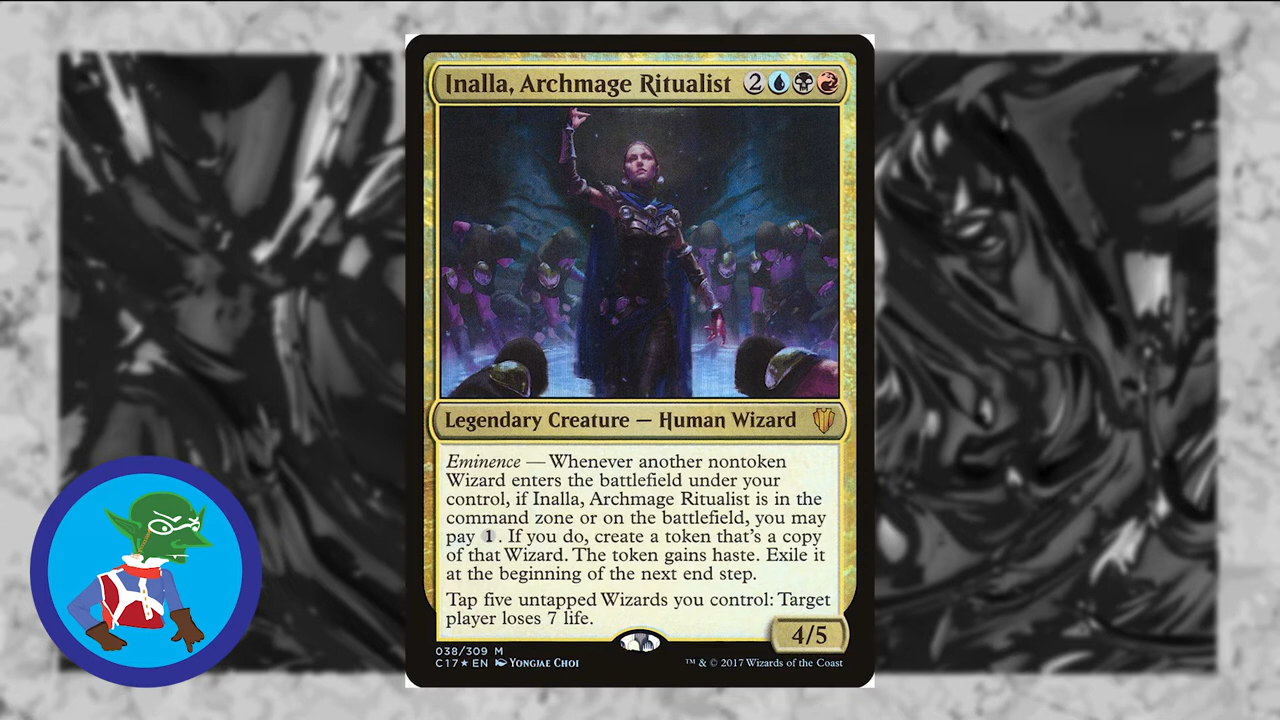 Inalla, Archmage Ritualist 2
Legendary Creature — Human Wizard
Eminence — Whenever another nontoken
Wizard enters the battlefield under your
control, if Inalla, Archmage Ritualist is in the
command zone or on the battlefield, you may
pay 1. If you do, create a token that's a copy
of that Wizard. The token gains haste. Exile it
at the beginning of the next end step.
Tap five untapped Wizards you control: Target
player loses 7 life.
4/5
038/309 M
C17★EN Yongjae Choi
™ & © 2017 Wizards of the Coast